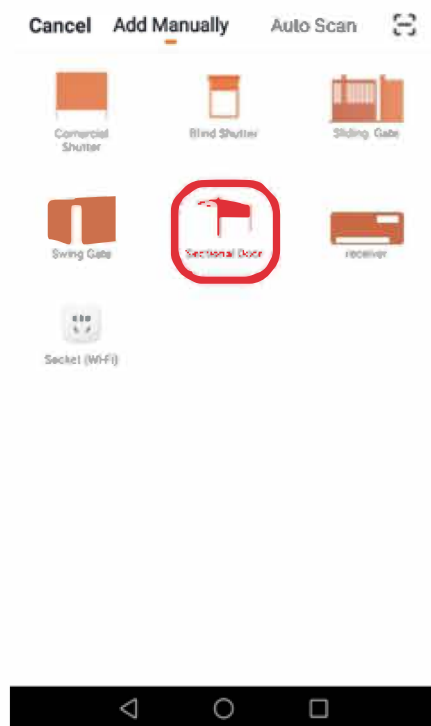 Cancel Add Manually Auto Scan
Comercial
Shutter
Blind Shutter
Sliding Gate
Swing Gate
Sectional Door
receiver
Socket (Wi-Fi)